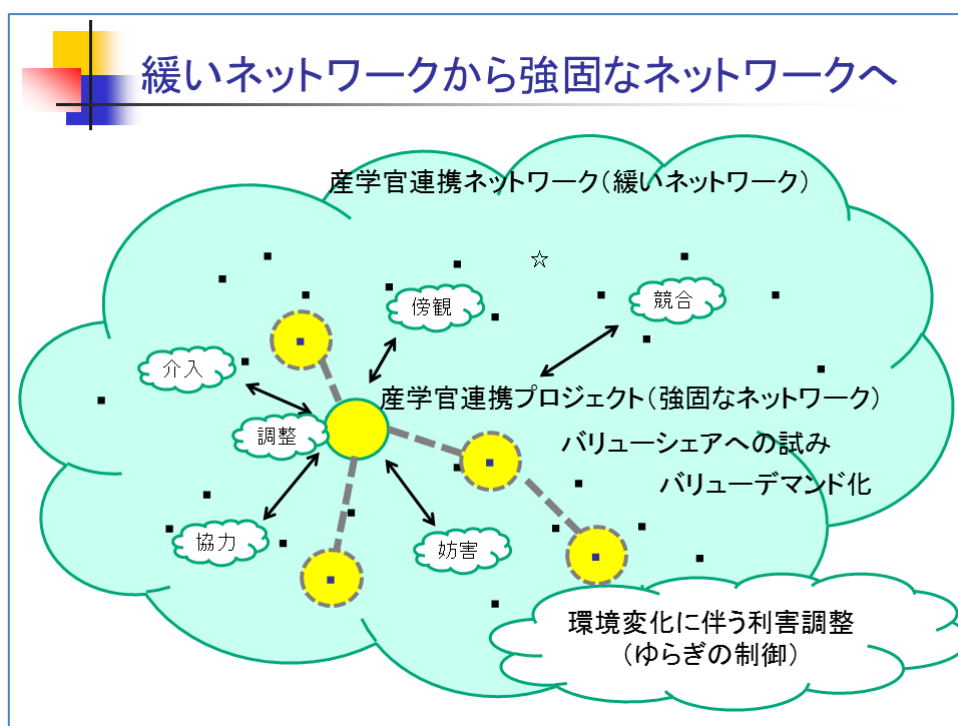 緩いネットワークから強固なネットワークへ
産学官連携ネットワーク（緩いネットワーク）
傍観
競合
介入
産学官連携プロジェクト（強固なネットワーク）
調整
バリューシェアへの試み
バリューデマンド化
協力
妨害
環境変化に伴う利害調整
（ゆらぎの制御）